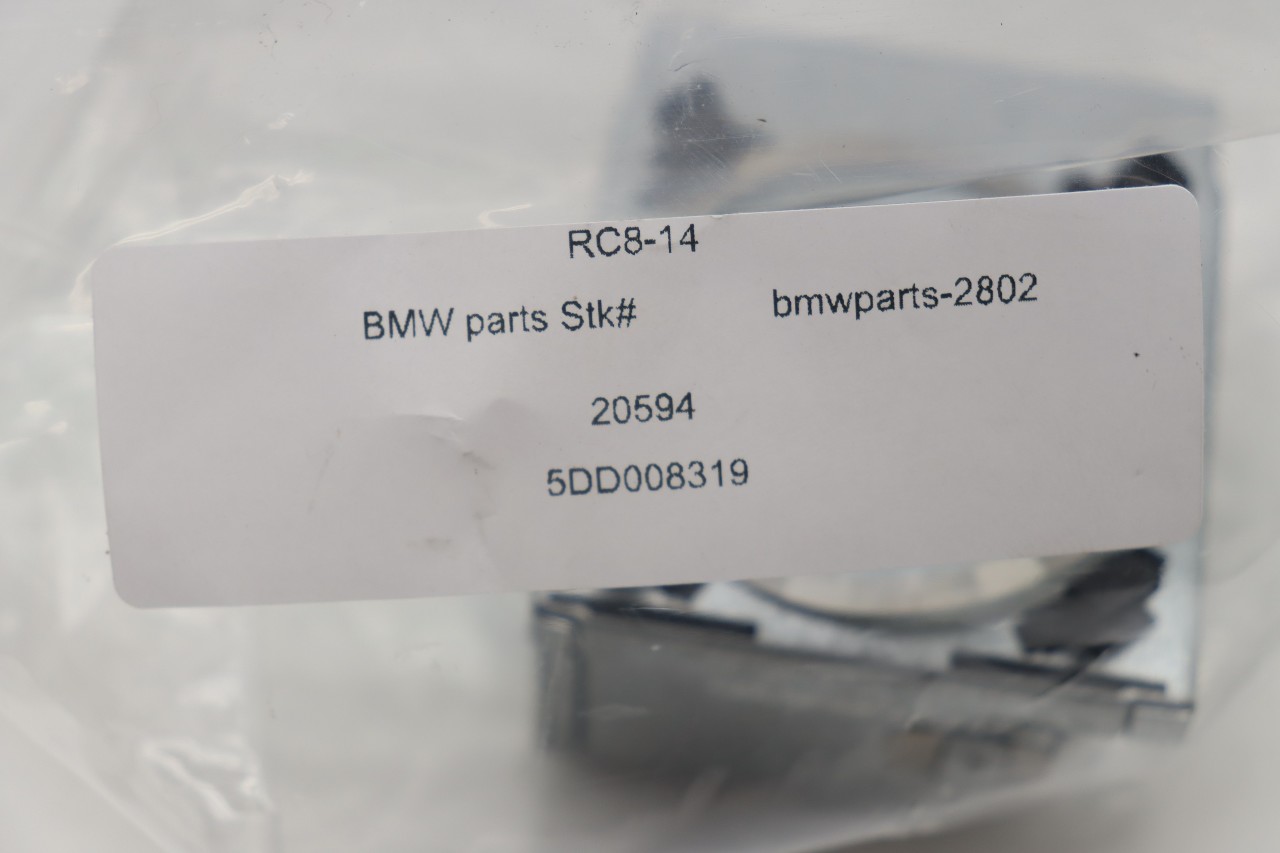 RC8-14
BMW parts Stk# bmwparts-2802
20594
5DD008319